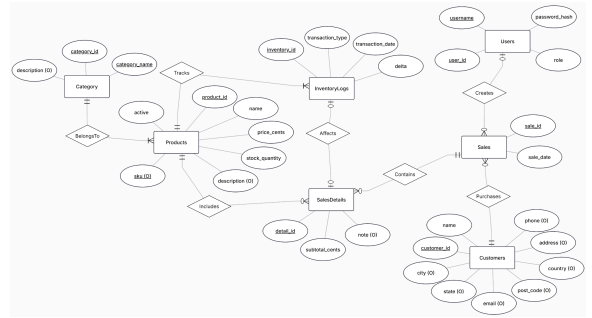 username
password_hash
Users
user_id
role
category_id
description (O)
category_name
Category
Tracks
inventory_id
transaction_type
transaction_date
delta
InventoryLogs
Creates
product_id
active
name
BelongsTo
Products
price_cents
stock_quantity
sku (O)
description (O)
Affects
sale_id
Sales
sale_date
Contains
Includes
SalesDetails
detail_id
subtotal_cents
note (O)
Purchases
name
phone (O)
customer_id
address (O)
Customers
city (O)
country (O)
state (O)
post_code (O)
email (O)